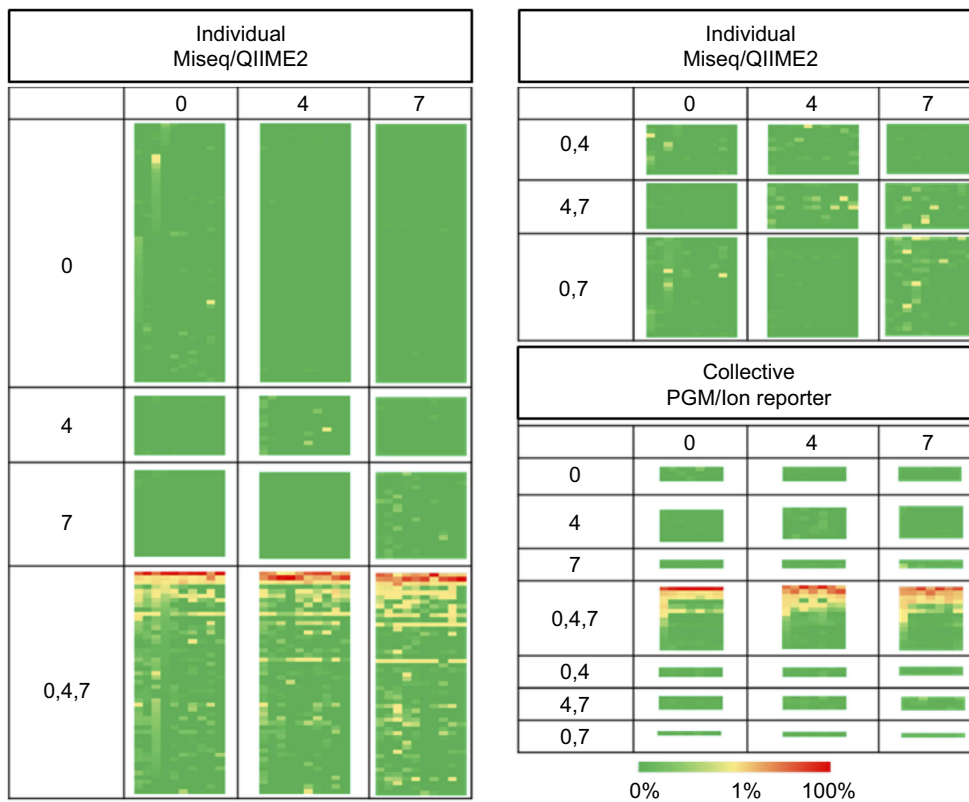 Individual
Miseq/QIIME2
0 4 7
0
4
7
0,4,7
Individual
Miseq/QIIME2
0 4 7
0,4
4,7
0,7
Collective
PGM/Ion reporter
0 4 7
0
4
7
0,4,7
0,4
4,7
0,7
0% 1% 100%